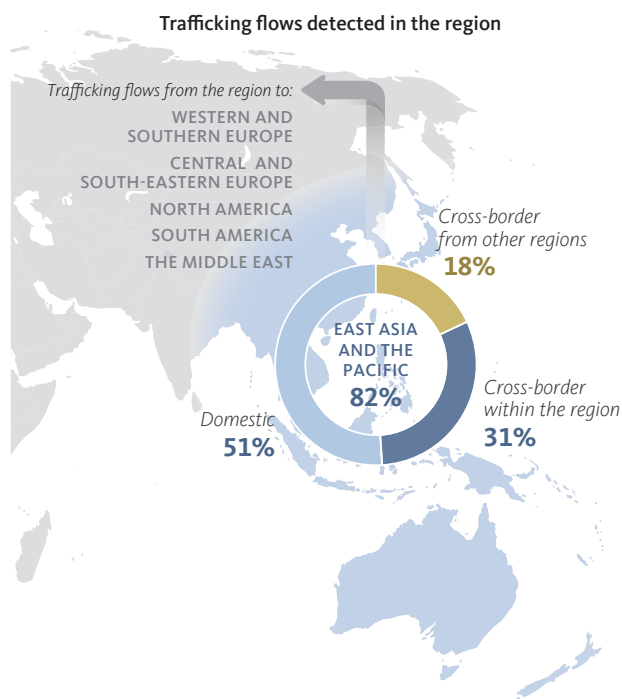 Trafficking flows detected in the region
Trafficking flows from the region to:
WESTERN AND
SOUTHERN EUROPE
CENTRAL AND
SOUTH-EASTERN EUROPE
NORTH AMERICA
SOUTH AMERICA
THE MIDDLE EAST
Cross-border
from other regions
18%
EAST ASIA
AND THE
PACIFIC
82%
Cross-border
within the region
31%
Domestic
51%